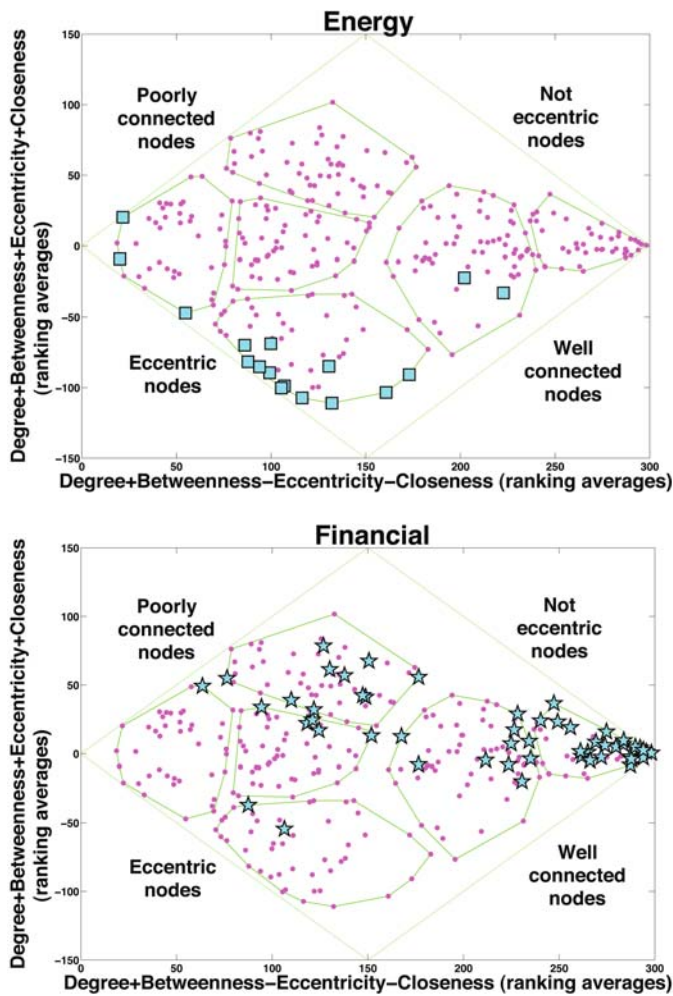 Energy
Degree+Betweenness+Eccentricity+Closeness
(ranking averages)
150
100
50
0
−50
−100
−150
Poorly
connected
nodes
Not
eccentric
nodes
Eccentric
nodes
Well
connected
nodes
0
50
100
150
200
250
300
Degree+Betweenness−Eccentricity−Closeness (ranking averages)
Financial
Degree+Betweenness+Eccentricity+Closeness
(ranking averages)
150
100
50
0
−50
−100
−150
Poorly
connected
nodes
Not
eccentric
nodes
Eccentric
nodes
Well
connected
nodes
0
50
100
150
200
250
300
Degree+Betweenness−Eccentricity−Closeness (ranking averages)